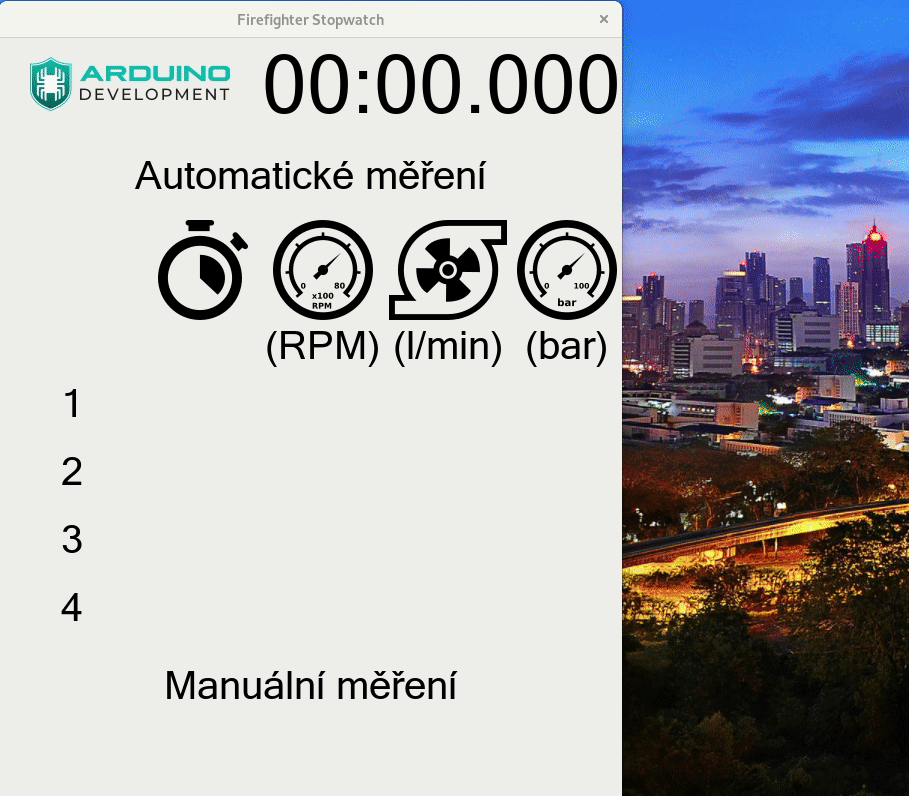 Firefighter Stopwatch ×
ARDUINO
DEVELOPMENT
00:00.000
Automatické měření
0 80
x100
RPM
0 100
bar
(RPM) (l/min) (bar)
1
2
3
4
Manuální měření